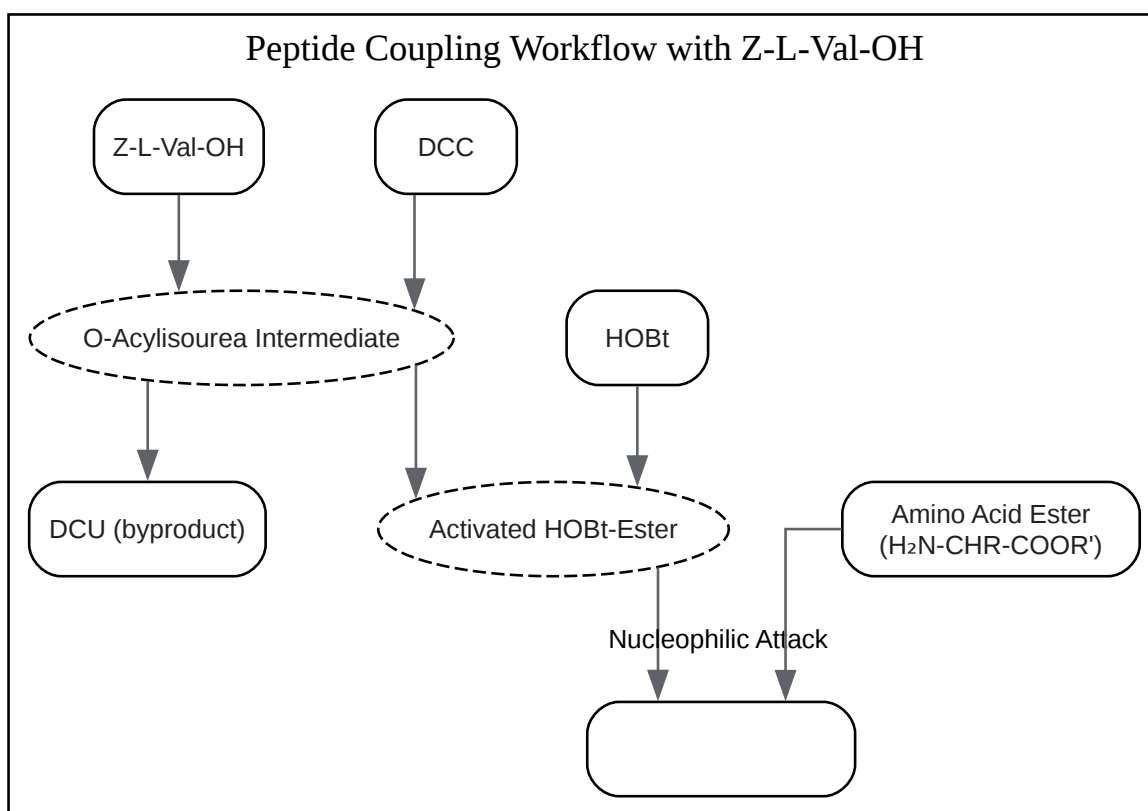 Peptide Coupling Workflow with Z-L-Val-OH
Z-L-Val-OH
DCC
O-Acylisourea Intermediate
HOBt
DCU (byproduct)
Activated HOBt-Ester
Amino Acid Ester
(H₂N-CHR-COOR')
Nucleophilic Attack